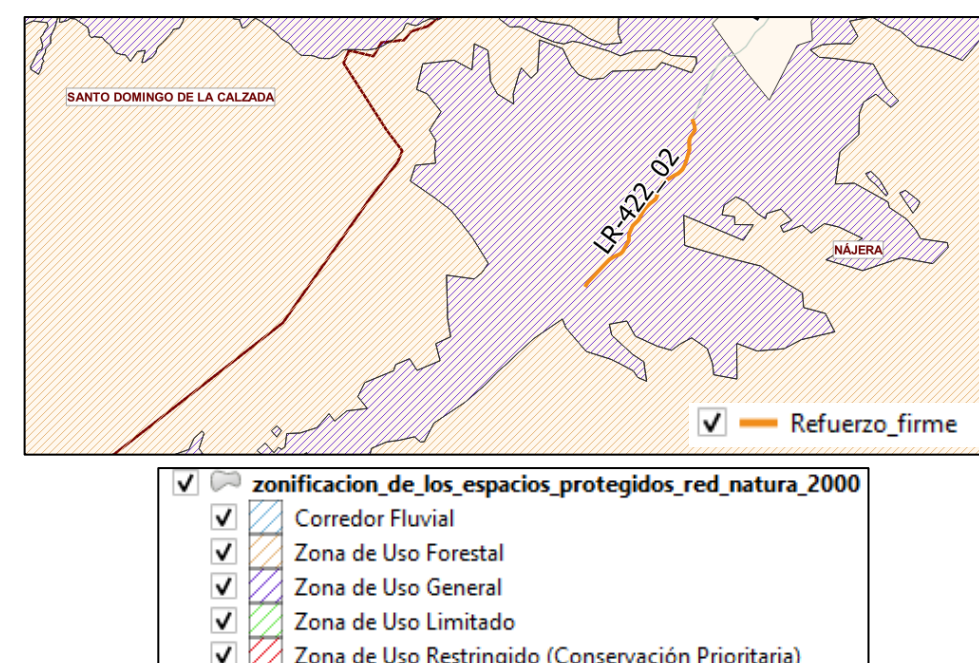 SANTO DOMINGO DE LA CALZADA
LR-422_02
NÁJERA
Refuerzo_firme
zonificacion_de_los_espacios_protegidos_red_natura_2000
Corredor Fluvial
Zona de Uso Forestal
Zona de Uso General
Zona de Uso Limitado
Zona de Uso Restringido (Conservación Prioritaria)